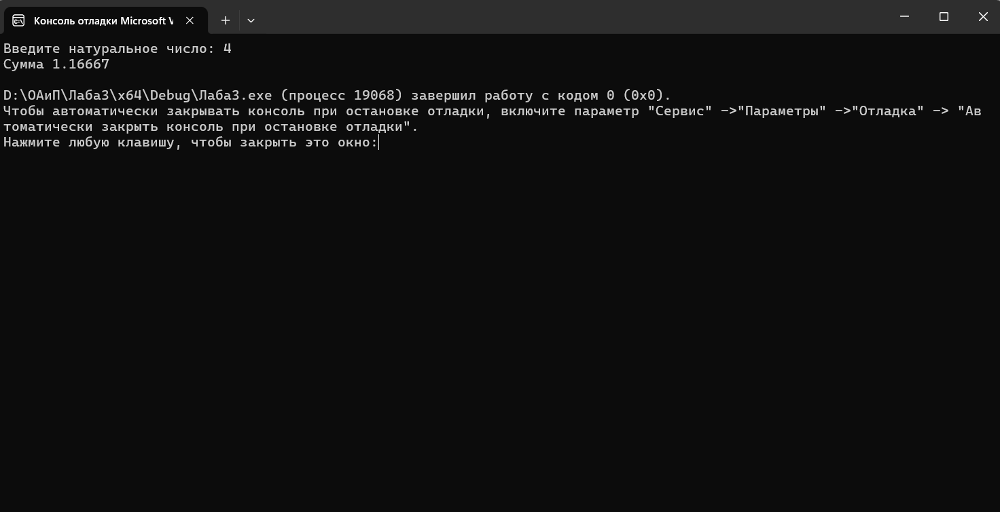 Консоль отладки Microsoft V
Введите натуральное число: 4
Сумма 1.16667
D:\ОАиП\Лаба3\x64\Debug\Лаба3.exe (процесс 19068) завершил работу с кодом 0 (0x0).
Чтобы автоматически закрывать консоль при остановке отладки, включите параметр "Сервис" ->"Параметры" ->"Отладка" -> "Ав
томатически закрыть консоль при остановке отладки".
Нажмите любую клавишу, чтобы закрыть это окно: